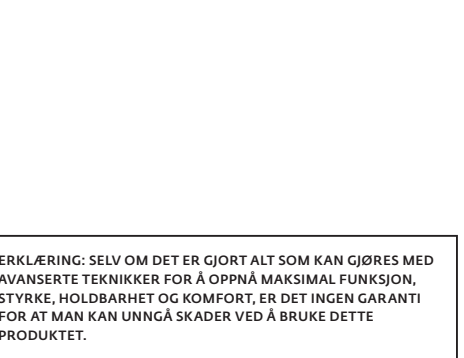 ERKLÆRING: SELV OM DET ER GJORT ALT SOM KAN GJØRES MED
AVANSERTE TEKNIKKER FOR Å OPPNÅ MAKSIMAL FUNKSJON,
STYRKE, HOLDBARHET OG KOMFORT, ER DET INGEN GARANTI
FOR AT MAN KAN UNNGÅ SKADER VED Å BRUKE DETTE
PRODUKTET.